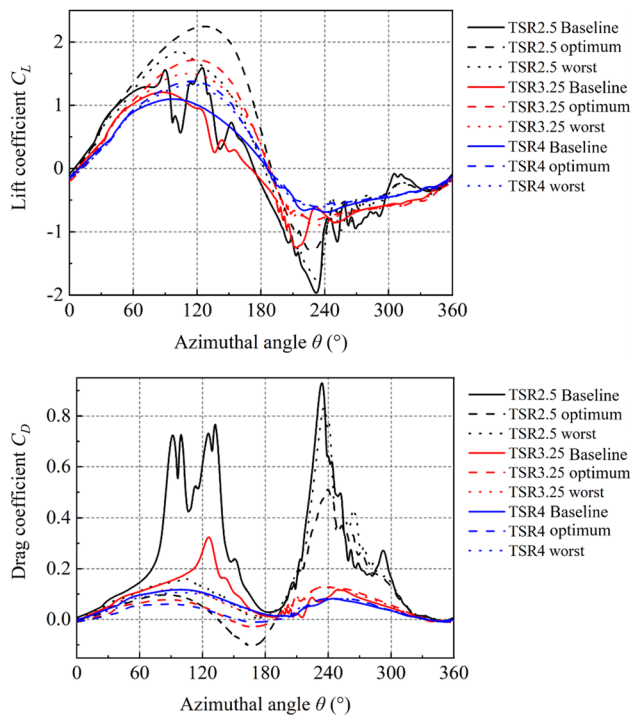 Lift coefficient C_L
2
1
0
-1
-2
0 60 120 180 240 300 360
Azimuthal angle θ (°)
TSR2.5 Baseline
TSR2.5 optimum
TSR2.5 worst
TSR3.25 Baseline
TSR3.25 optimum
TSR3.25 worst
TSR4 Baseline
TSR4 optimum
TSR4 worst
Drag coefficient C_D
0.8
0.6
0.4
0.2
0.0
0 60 120 180 240 300 360
Azimuthal angle θ (°)
TSR2.5 Baseline
TSR2.5 optimum
TSR2.5 worst
TSR3.25 Baseline
TSR3.25 optimum
TSR3.25 worst
TSR4 Baseline
TSR4 optimum
TSR4 worst